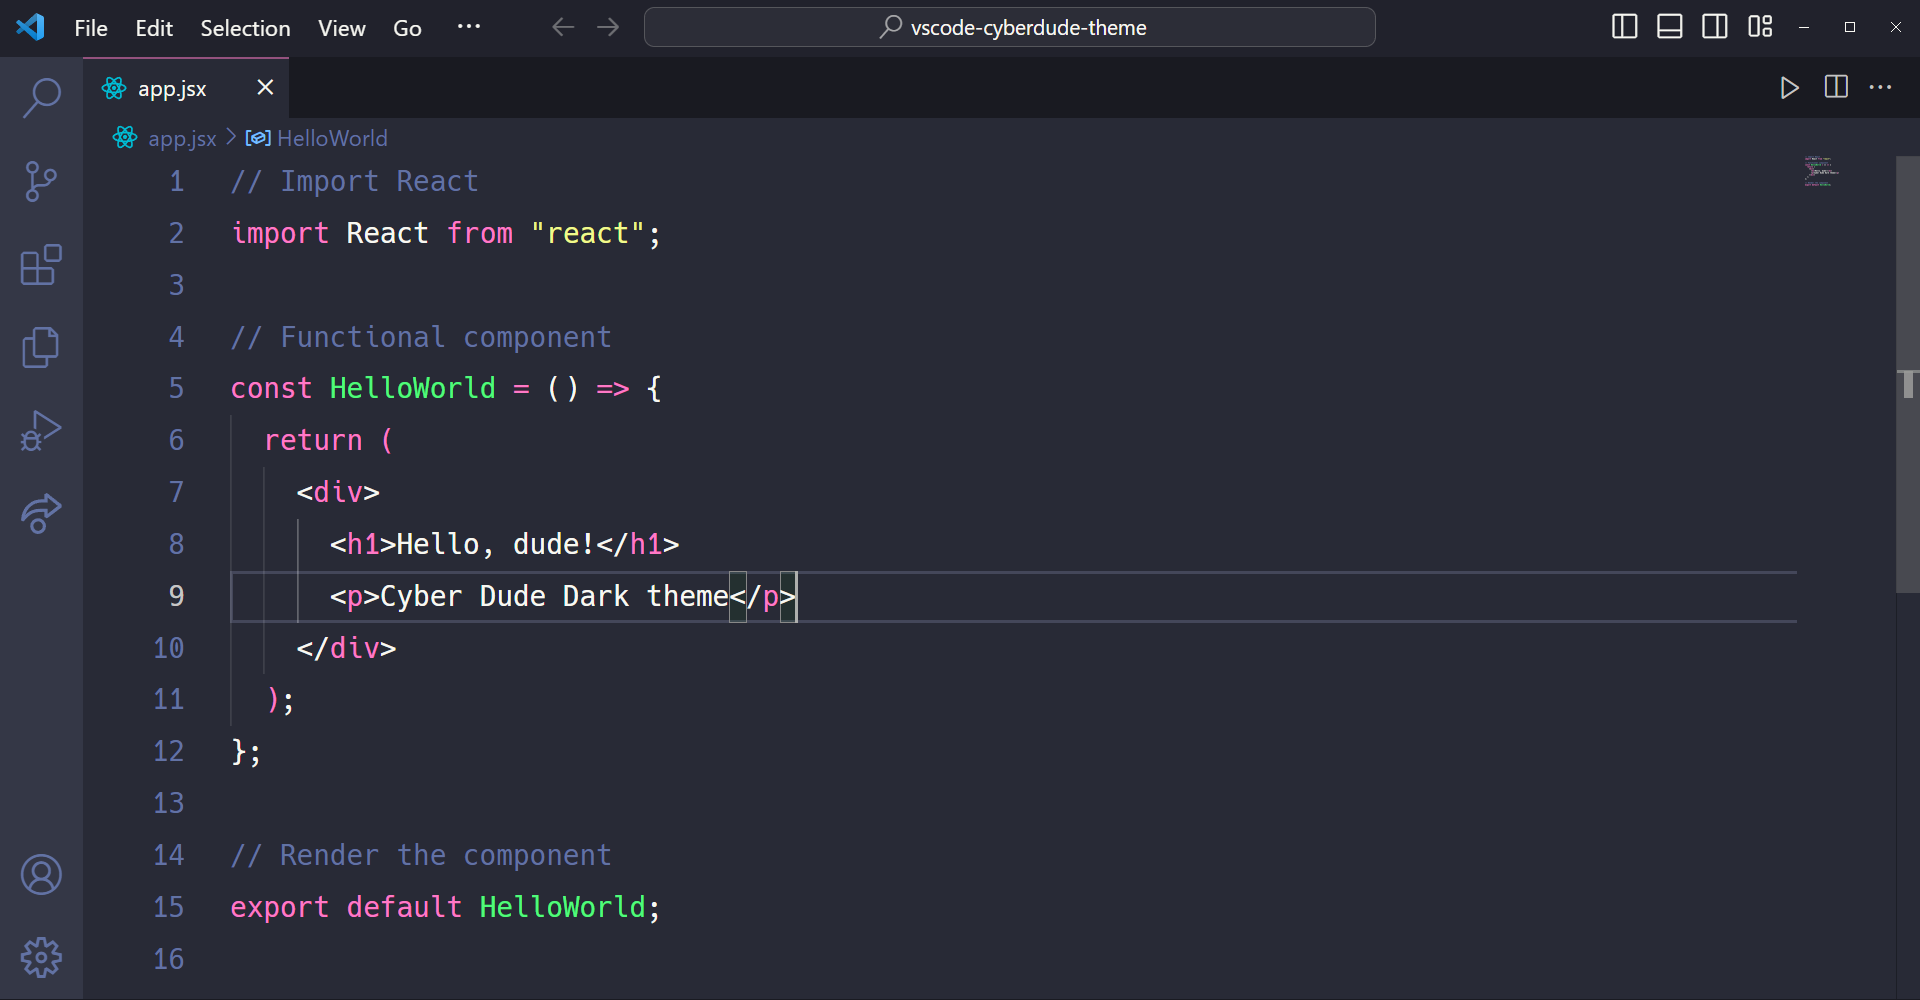 File Edit Selection View Go ··· vscode-cyberdude-theme
app.jsx
app.jsx > HelloWorld
1 // Import React
2 import React from "react";
3
4 // Functional component
5 const HelloWorld = () => {
6 return (
7 <div>
8 <h1>Hello, dude!</h1>
9 <p>Cyber Dude Dark theme</p>
10 </div>
11 );
12 };
13
14 // Render the component
15 export default HelloWorld;
16